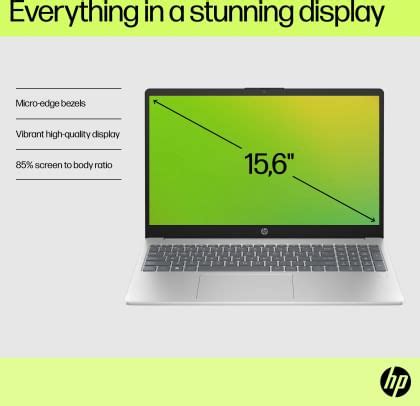 Everything in a stunning display
Micro-edge bezels
Vibrant high-quality display
85% screen to body ratio
15,6"
hp
hp